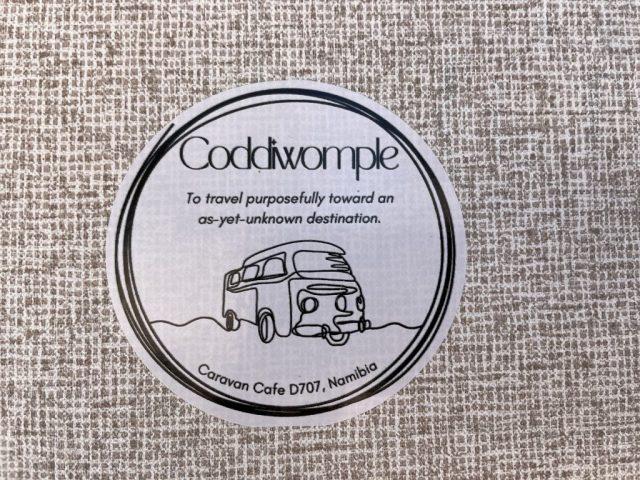 Coddiwomple
To travel purposefully toward an
as-yet-unknown destination.
Caravan Cafe D707, Namibia